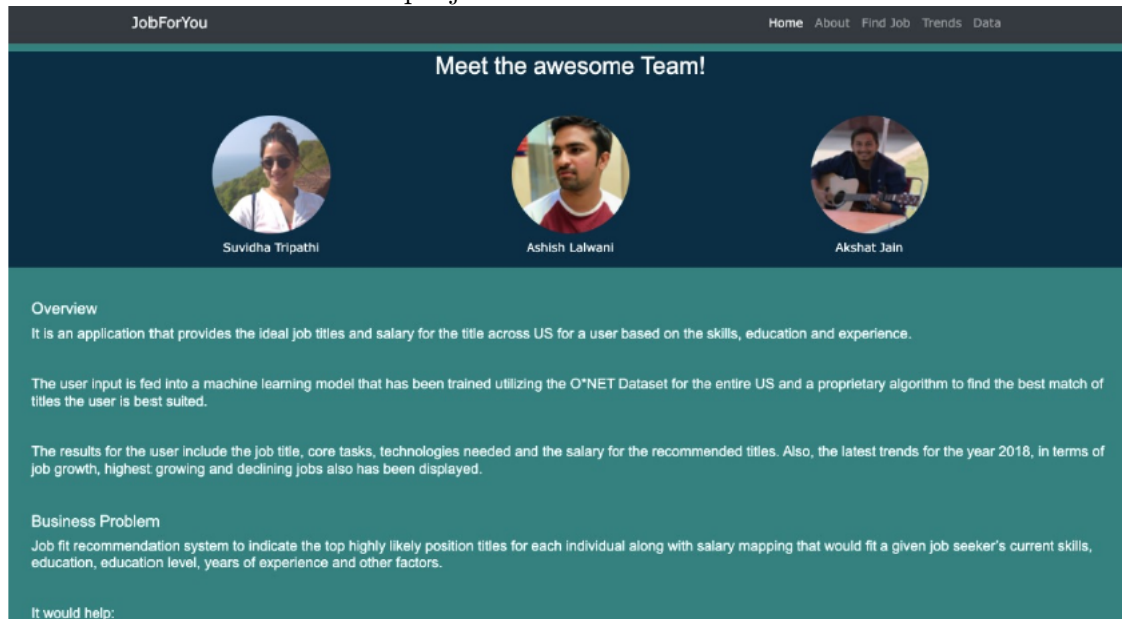 JobForYou
Home About Find Job Trends Data
Meet the awesome Team!
Suvidha Tripathi
Ashish Lalwani
Akshat Jain
Overview
It is an application that provides the ideal job titles and salary for the title across US for a user based on the skills, education and experience.
The user input is fed into a machine learning model that has been trained utilizing the O*NET Dataset for the entire US and a proprietary algorithm to find the best match of
titles the user is best suited.
The results for the user include the job title, core tasks, technologies needed and the salary for the recommended titles. Also, the latest trends for the year 2018, in terms of
job growth, highest growing and declining jobs also has been displayed.
Business Problem
Job fit recommendation system to indicate the top highly likely position titles for each individual along with salary mapping that would fit a given job seeker's current skills,
education, education level, years of experience and other factors.
It would help: